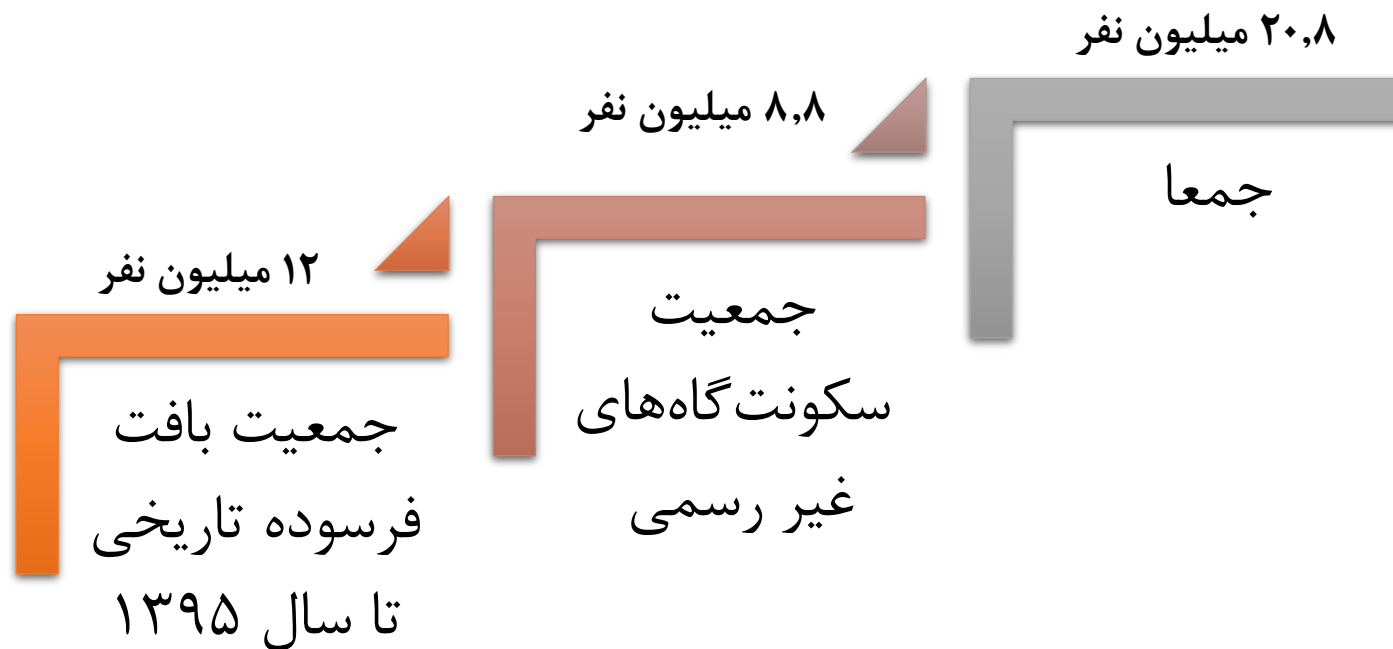 ۲۰,۸ میلیون نفر
جمعا
۸,۸ میلیون نفر
جمعیت
سکونت‌گاه‌های
غیر رسمی
۱۲ میلیون نفر
جمعیت بافت
فرسوده تاریخی
تا سال ۱۳۹۵